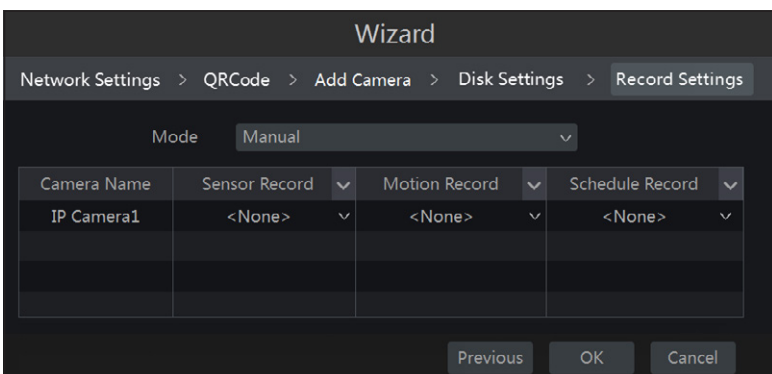 Wizard
Network Settings > QRCode > Add Camera > Disk Settings > Record Settings
Mode Manual
Camera Name Sensor Record Motion Record Schedule Record
IP Camera1 <None> <None> <None>
Previous OK Cancel